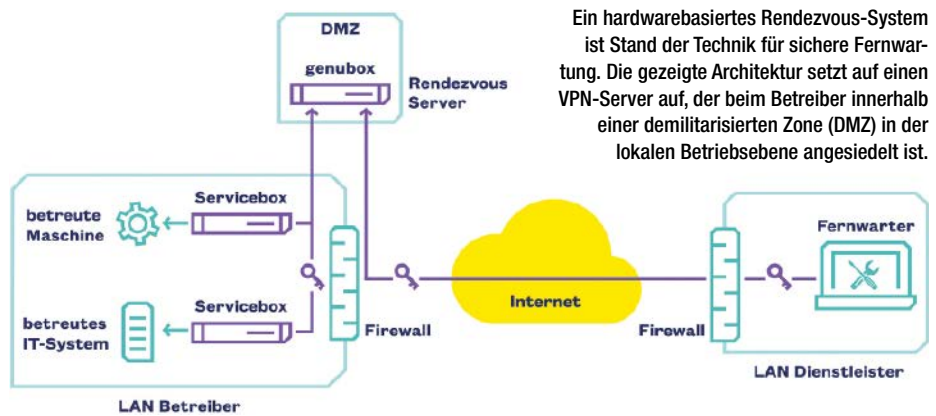 Ein hardwarebasiertes Rendezvous-System
ist Stand der Technik für sichere Fernwar-
tung. Die gezeigte Architektur setzt auf einen
VPN-Server auf, der beim Betreiber innerhalb
einer demilitarisierten Zone (DMZ) in der
lokalen Betriebsebene angesiedelt ist.
DMZ
genubox
Rendezvous
Server
Servicebox
betreute
Maschine
Servicebox
betreutes
IT-System
Firewall
LAN Betreiber
Internet
Firewall
Fernwarter
LAN Dienstleister